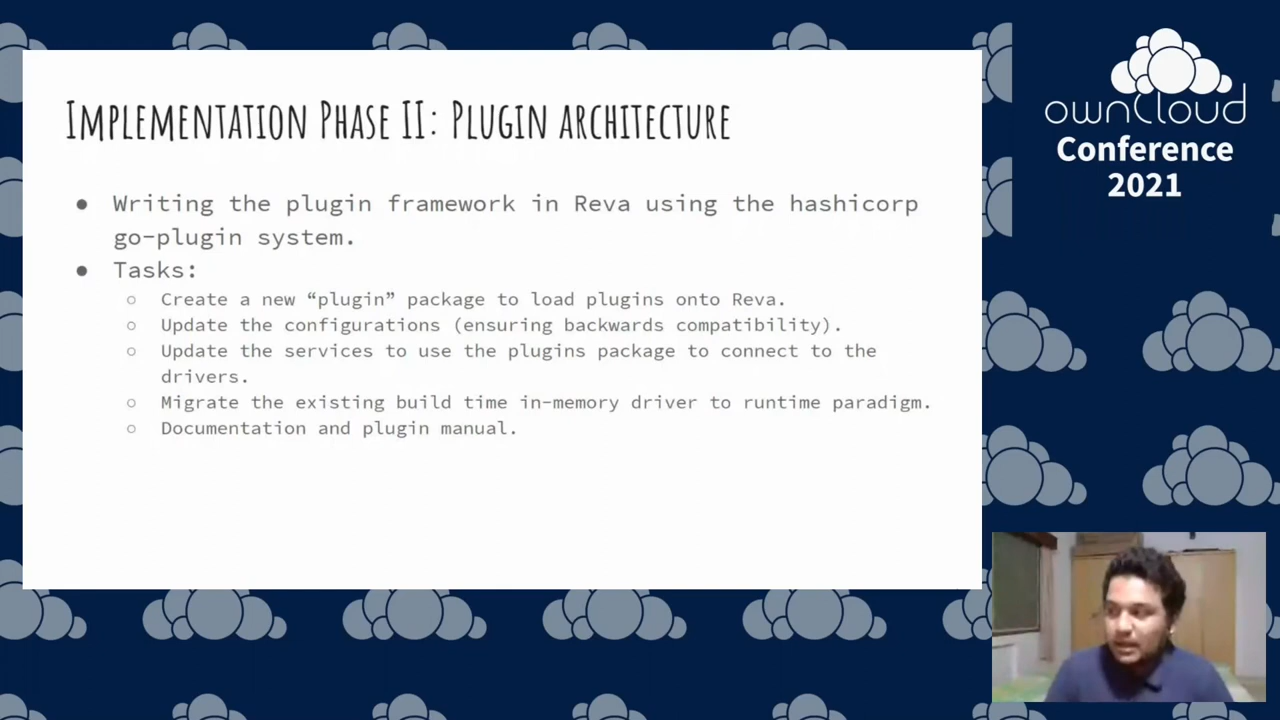 Implementation Phase II: Plugin architecture
● Writing the plugin framework in Reva using the hashicorp
go-plugin system.
● Tasks:
○ Create a new “plugin” package to load plugins onto Reva.
○ Update the configurations (ensuring backwards compatibility).
○ Update the services to use the plugins package to connect to the
drivers.
○ Migrate the existing build time in-memory driver to runtime paradigm.
○ Documentation and plugin manual.
ownCloud
Conference
2021